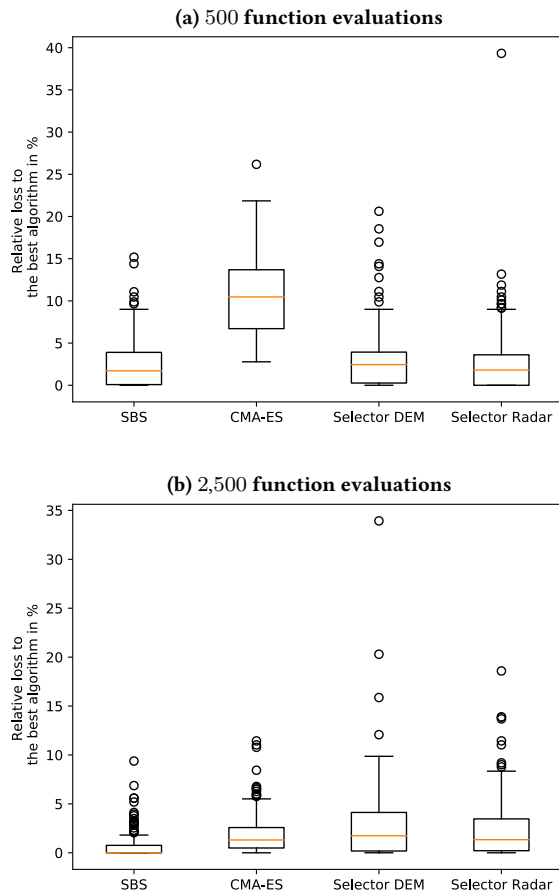 (a) 500 function evaluations
40
35
30
25
20
15
10
5
0
Relative loss to
the best algorithm in %
SBS CMA-ES Selector DEM Selector Radar
(b) 2,500 function evaluations
35
30
25
20
15
10
5
0
Relative loss to
the best algorithm in %
SBS CMA-ES Selector DEM Selector Radar